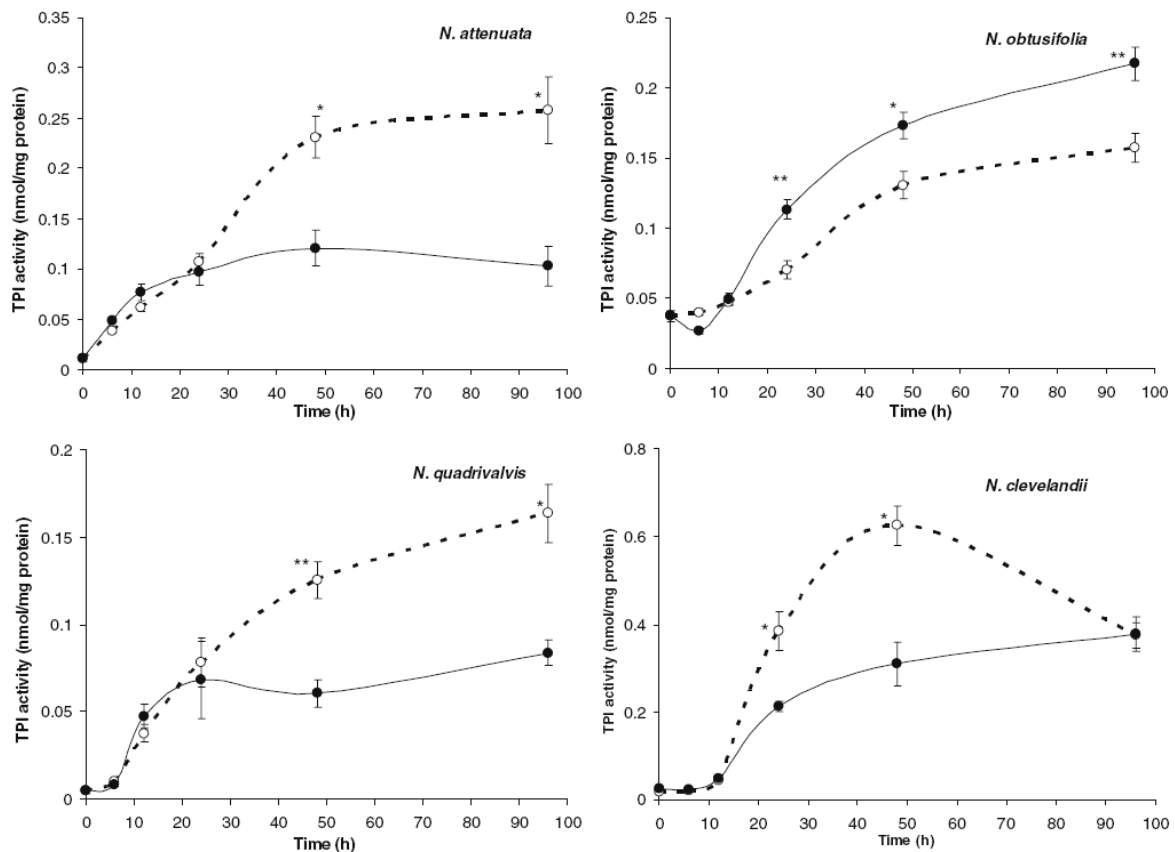 N. attenuata
TPI activity (nmol/mg protein)
0.35
0.3
0.25
0.2
0.15
0.1
0.05
0
* *
0 10 20 30 40 50 60 70 80 90 100
Time (h)
N. obtusifolia
TPI activity (nmol/mg protein)
0.25
0.2
0.15
0.1
0.05
0
** * **
0 10 20 30 40 50 60 70 80 90 100
Time (h)
N. quadrivalvis
TPI activity (nmol/mg protein)
0.2
0.15
0.1
0.05
0
** *
0 10 20 30 40 50 60 70 80 90 100
Time (h)
N. clevelandii
TPI activity (nmol/mg protein)
0.8
0.6
0.4
0.2
0
* *
0 10 20 30 40 50 60 70 80 90 100
Time (h)